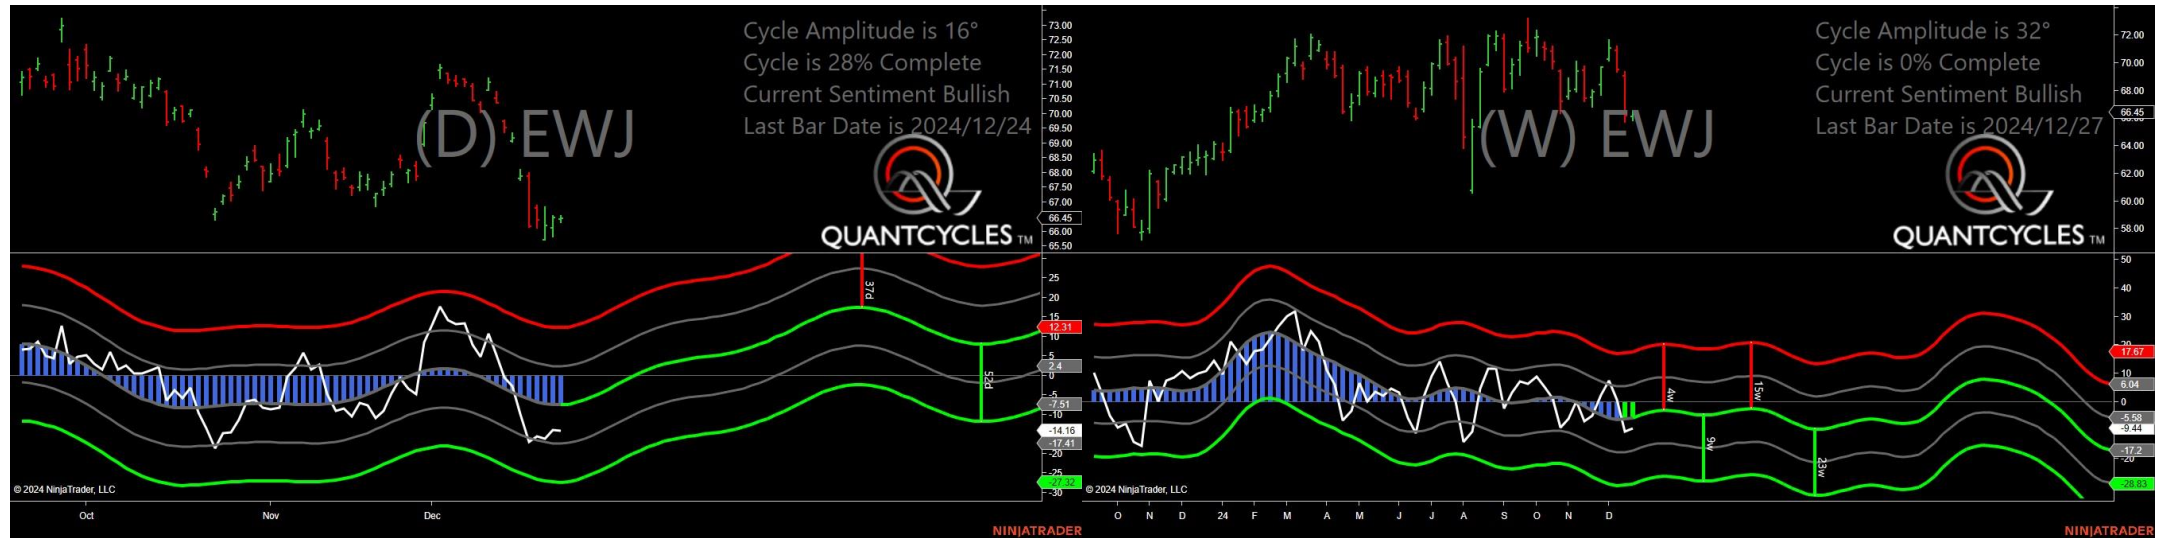 Cycle Amplitude is 16°
Cycle is 28% Complete
Current Sentiment Bullish
Last Bar Date is 2024/12/24
(D) EWJ
QUANTCYCLES TM
73.00
72.50
72.00
71.50
71.00
70.50
70.00
69.50
69.00
68.50
68.00
67.50
67.00
66.45
66.00
65.50
37d
52d
25
20
15
12.31
10
5
2.4
0
-5
-7.51
-10
-14.16
-17.41
-20
-25
-27.32
-30
© 2024 NinjaTrader, LLC
Oct
Nov
Dec
NINJATRADER
Cycle Amplitude is 32°
Cycle is 0% Complete
Current Sentiment Bullish
Last Bar Date is 2024/12/27
(W) EWJ
QUANTCYCLES TM
72.00
70.00
68.00
66.45
64.00
62.00
60.00
58.00
4w
9w
15w
23w
50
40
30
20
17.67
10
6.04
0
-5.58
-9.44
-17.2
-20
-28.83
© 2024 NinjaTrader, LLC
O N D 24 F M A M J J A S O N D
NINJATRADER